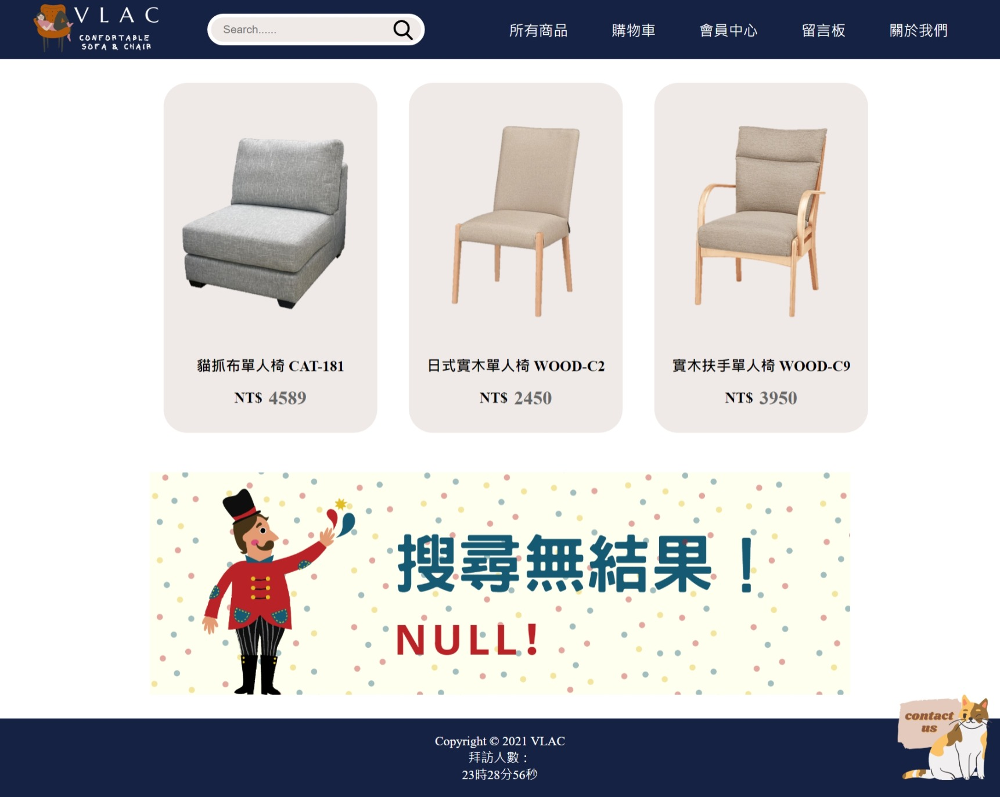 VLAC
CONFORTABLE
SOFA & CHAIR
Search......
所有商品
購物車
會員中心
留言板
關於我們
貓抓布單人椅 CAT-181
NT$ 4589
日式實木單人椅 WOOD-C2
NT$ 2450
實木扶手單人椅 WOOD-C9
NT$ 3950
搜尋無結果！
NULL!
contact
us
Copyright © 2021 VLAC
拜訪人數：
23時28分56秒